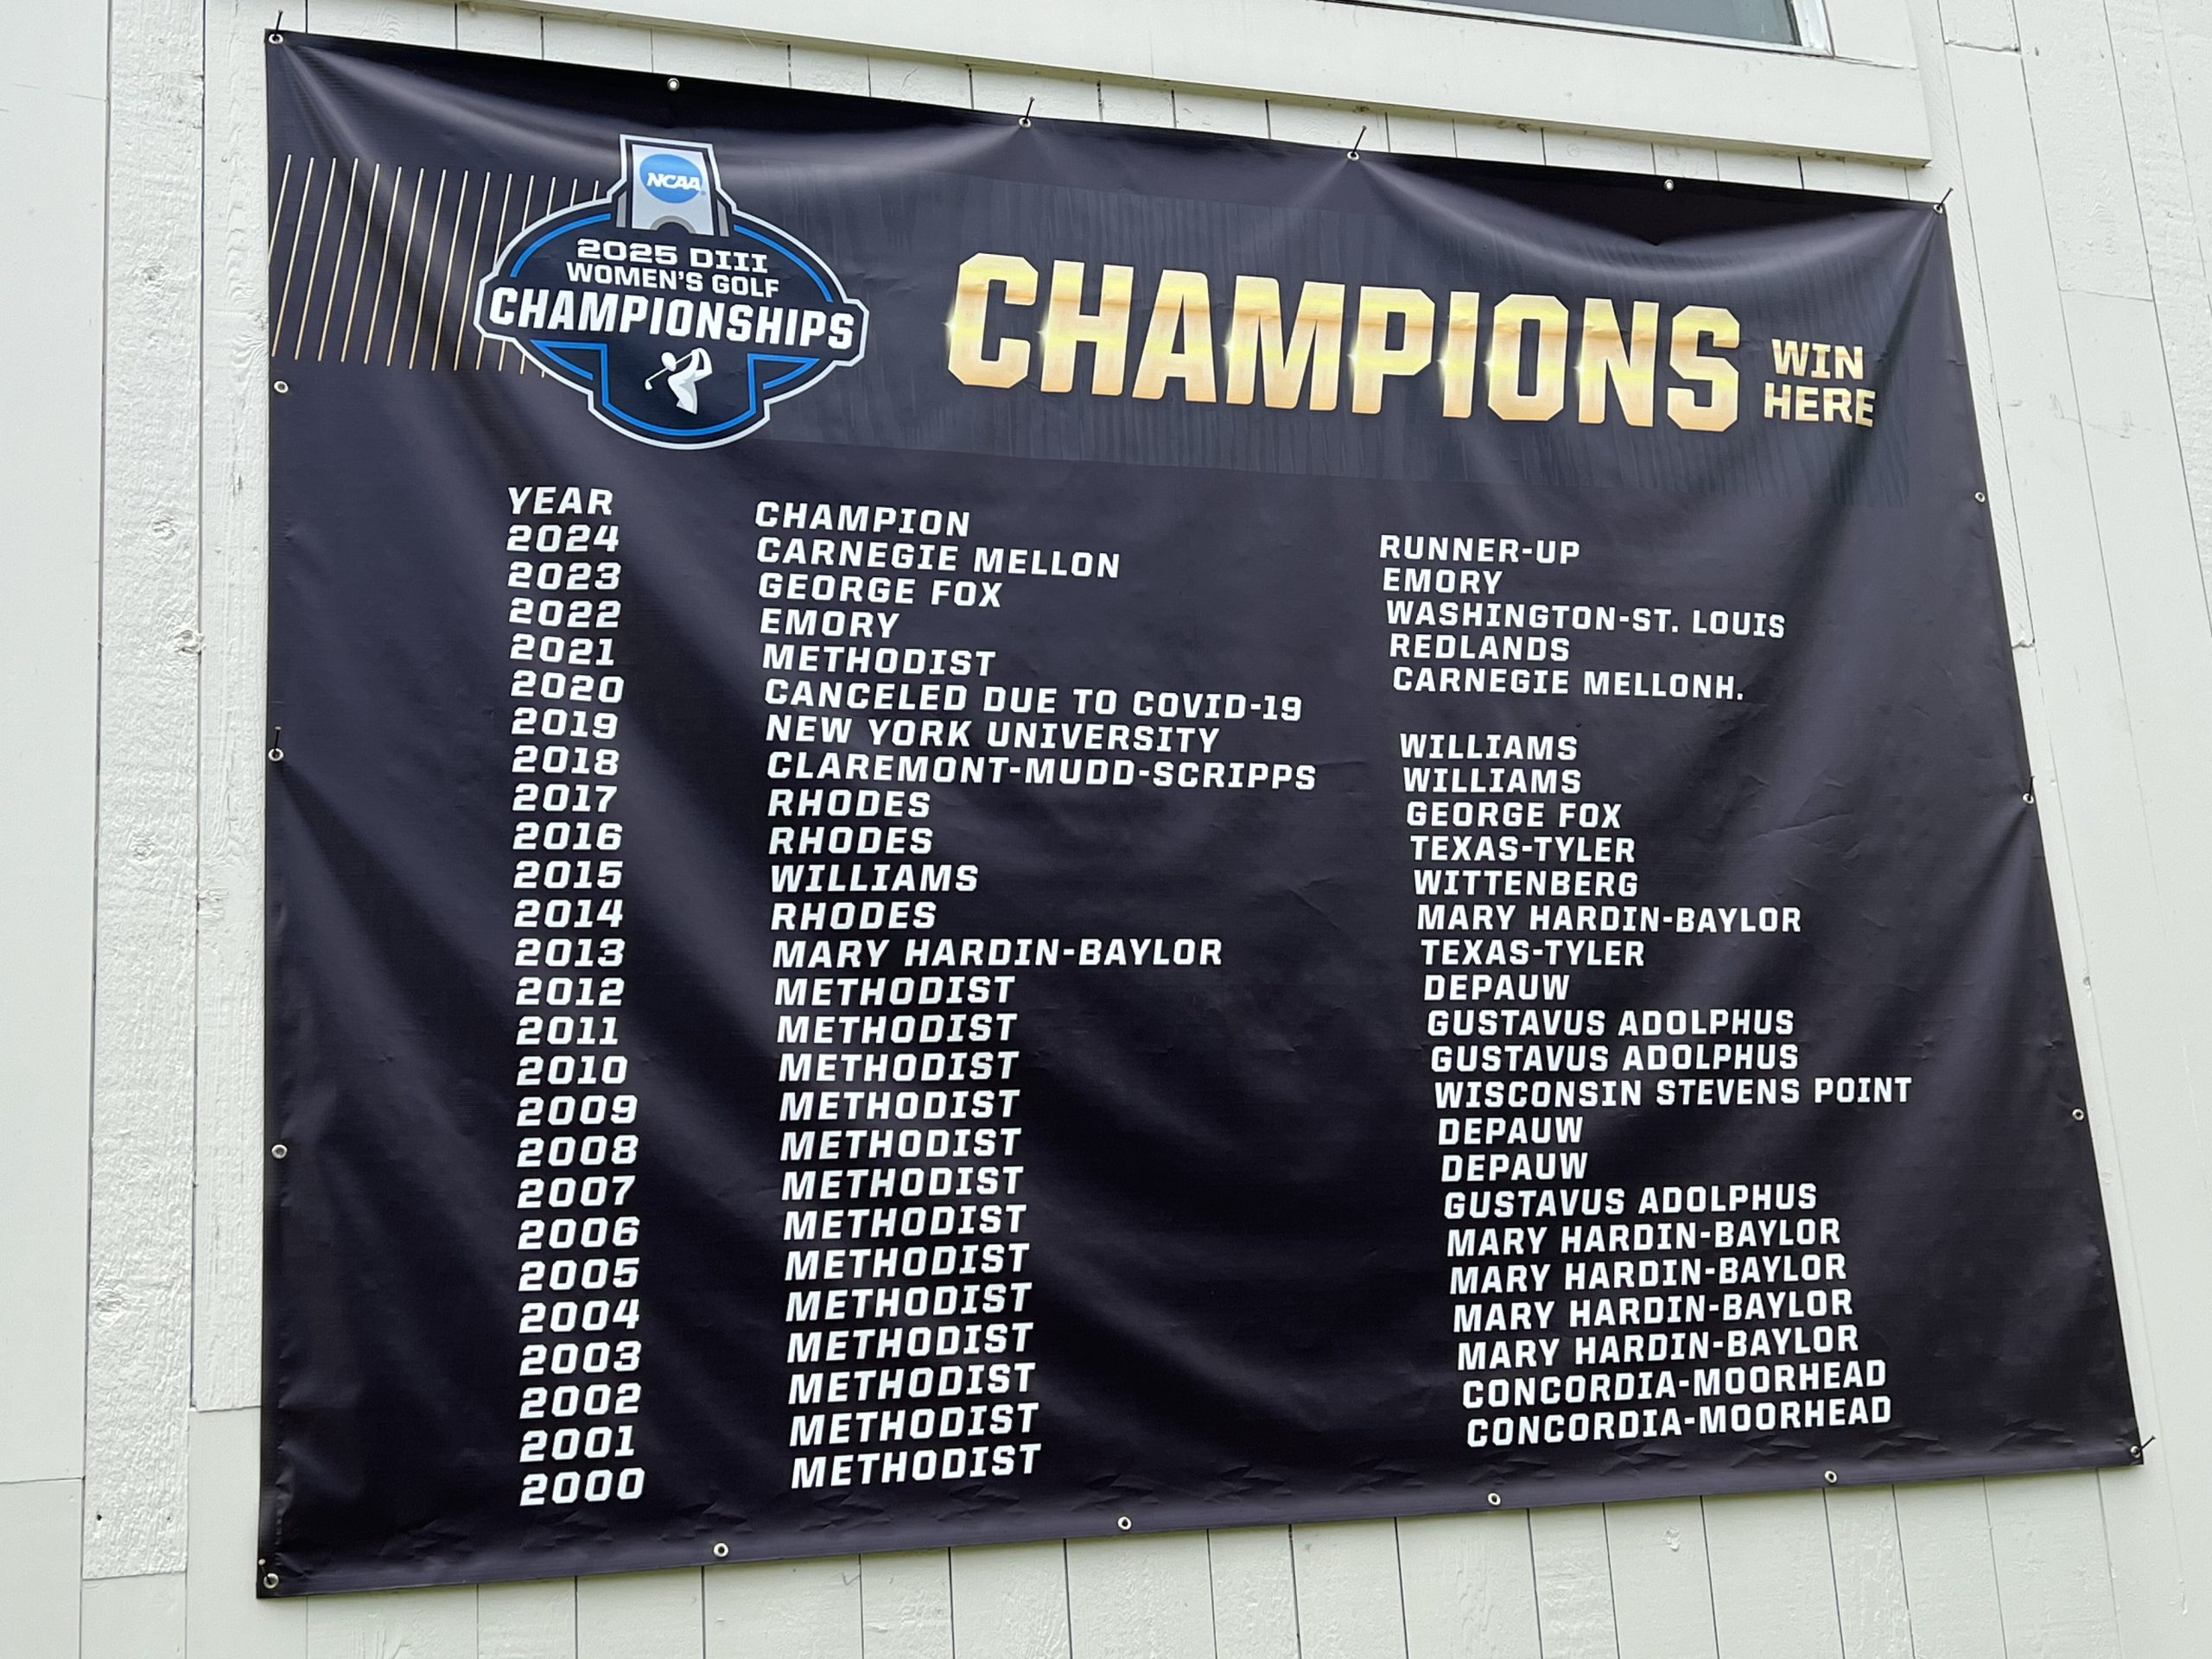 NCAA
2025 DIII
WOMEN'S GOLF
CHAMPIONSHIPS
CHAMPIONS WIN HERE
YEAR CHAMPION RUNNER-UP
2024 CARNEGIE MELLON EMORY
2023 GEORGE FOX WASHINGTON-ST. LOUIS
2022 EMORY REDLANDS
2021 METHODIST CARNEGIE MELLONH.
2020 CANCELED DUE TO COVID-19
2019 NEW YORK UNIVERSITY WILLIAMS
2018 CLAREMONT-MUDD-SCRIPPS WILLIAMS
2017 RHODES GEORGE FOX
2016 RHODES TEXAS-TYLER
2015 WILLIAMS WITTENBERG
2014 RHODES MARY HARDIN-BAYLOR
2013 MARY HARDIN-BAYLOR TEXAS-TYLER
2012 METHODIST DEPAUW
2011 METHODIST GUSTAVUS ADOLPHUS
2010 METHODIST GUSTAVUS ADOLPHUS
2009 METHODIST WISCONSIN STEVENS POINT
2008 METHODIST DEPAUW
2007 METHODIST DEPAUW
2006 METHODIST GUSTAVUS ADOLPHUS
2005 METHODIST MARY HARDIN-BAYLOR
2004 METHODIST MARY HARDIN-BAYLOR
2003 METHODIST MARY HARDIN-BAYLOR
2002 METHODIST MARY HARDIN-BAYLOR
2001 METHODIST CONCORDIA-MOORHEAD
2000 METHODIST CONCORDIA-MOORHEAD